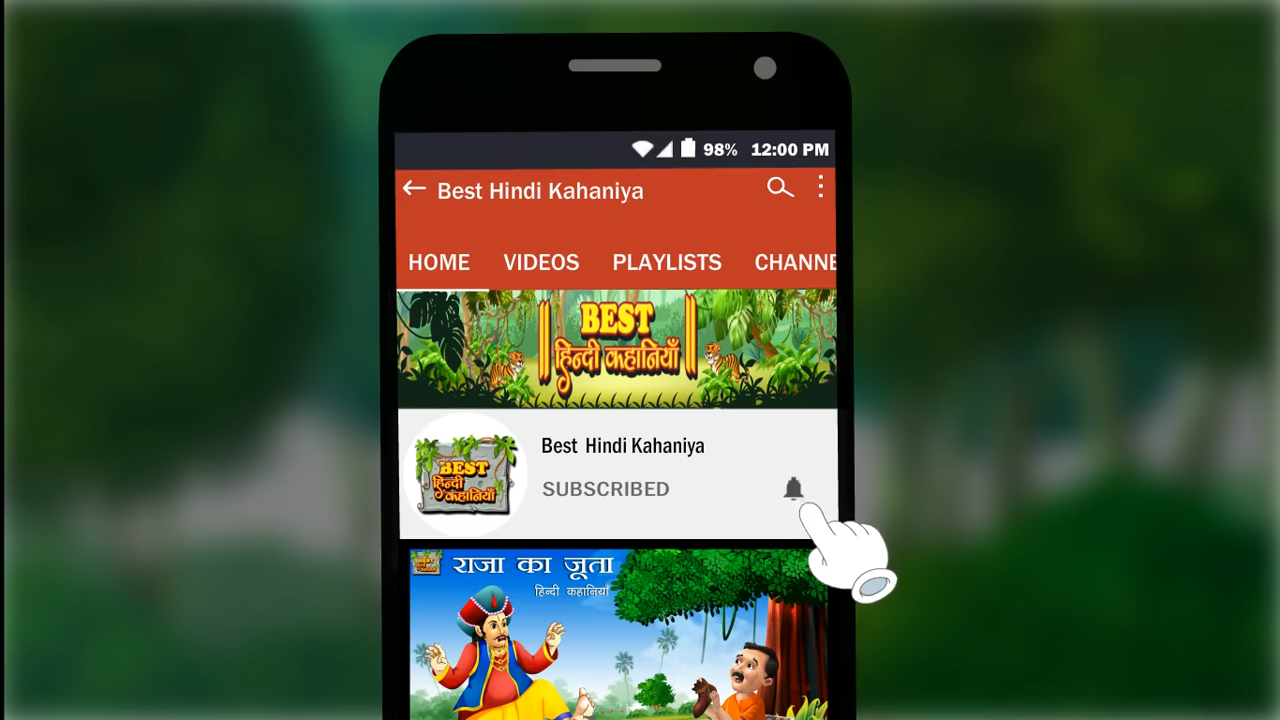 98% 12:00 PM
Best Hindi Kahaniya
HOME VIDEOS PLAYLISTS CHANNE
BEST
हिन्दी कहानियाँ
Best Hindi Kahaniya
SUBSCRIBED
BEST
हिन्दी
कहानियाँ
राजा का जूता
हिन्दी कहानियाँ